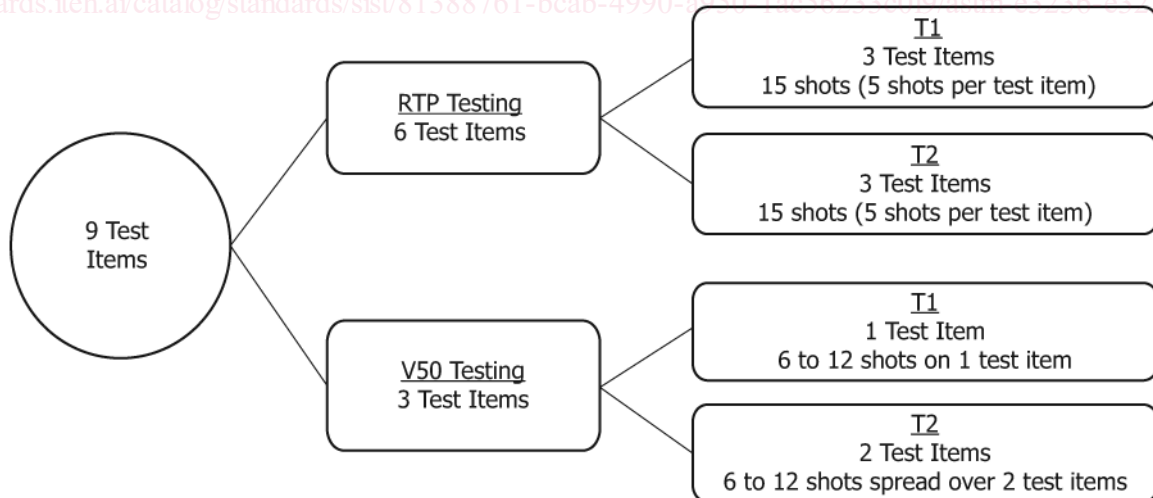 9 Test
Items
RTP Testing
6 Test Items
V50 Testing
3 Test Items
T1
3 Test Items
15 shots (5 shots per test item)
T2
3 Test Items
15 shots (5 shots per test item)
T1
1 Test Item
6 to 12 shots on 1 test item
T2
2 Test Items
6 to 12 shots spread over 2 test items